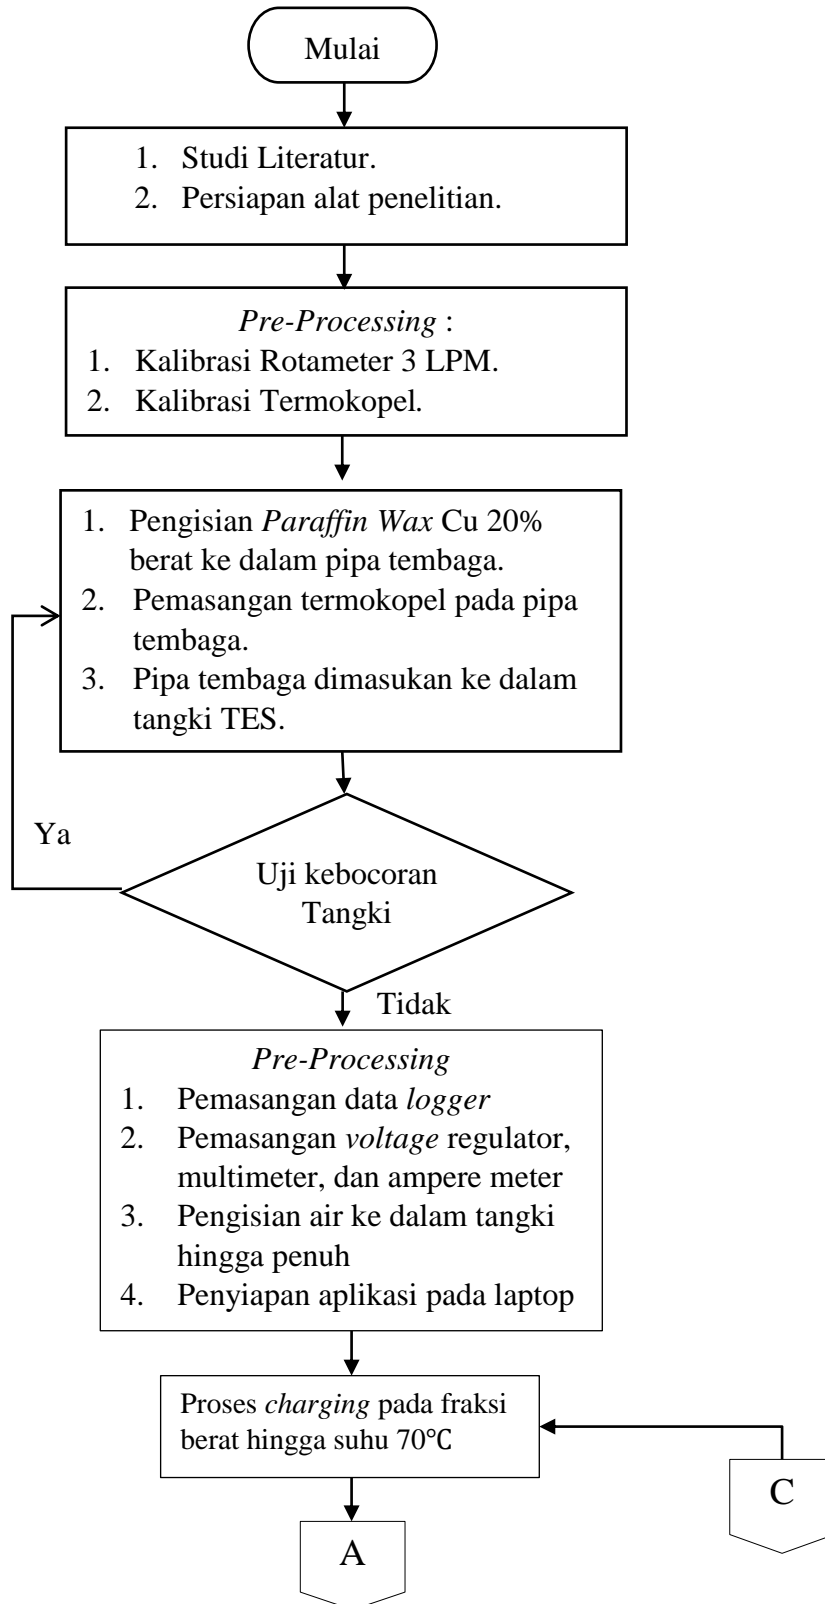 Mulai
1. Studi Literatur.
2. Persiapan alat penelitian.
Pre-Processing :
1. Kalibrasi Rotameter 3 LPM.
2. Kalibrasi Termokopel.
1. Pengisian Paraffin Wax Cu 20%
berat ke dalam pipa tembaga.
2. Pemasangan termokopel pada pipa
tembaga.
3. Pipa tembaga dimasukan ke dalam
tangki TES.
Ya
Uji kebocoran
Tangki
Tidak
Pre-Processing
1. Pemasangan data logger
2. Pemasangan voltage regulator,
multimeter, dan ampere meter
3. Pengisian air ke dalam tangki
hingga penuh
4. Penyiapan aplikasi pada laptop
Proses charging pada fraksi
berat hingga suhu 70℃
C
A